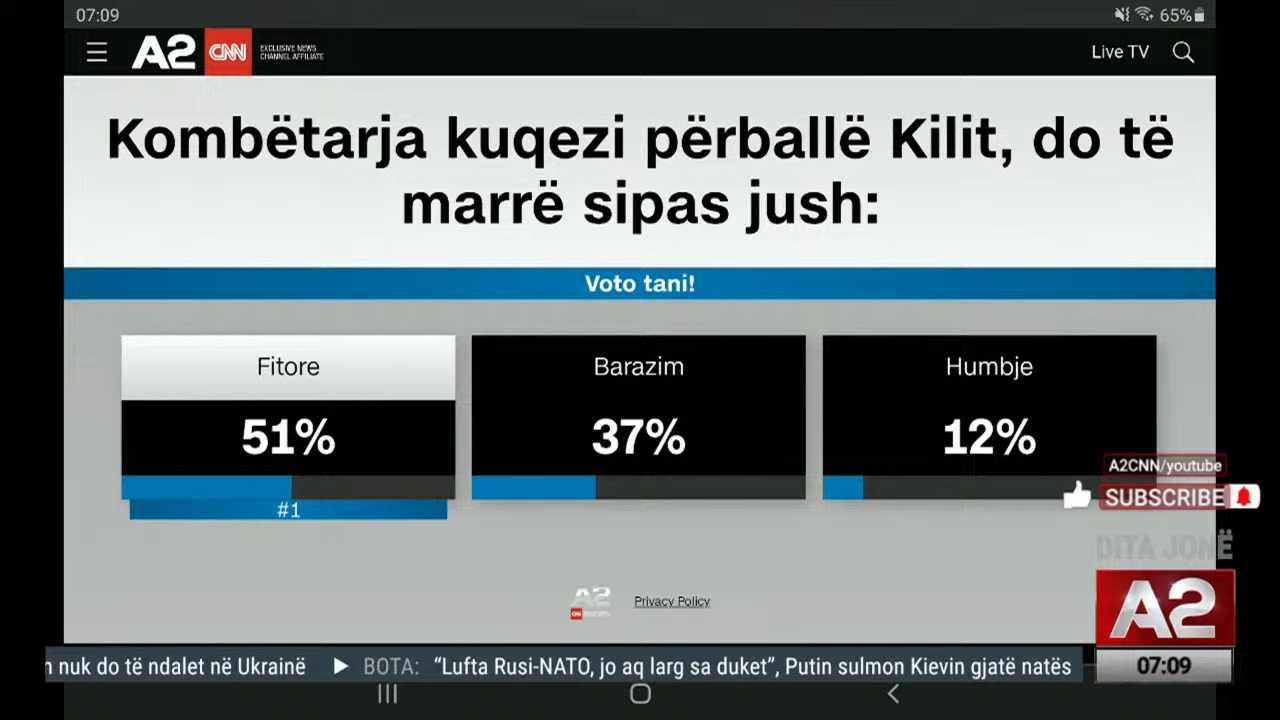 07:09
65%
A2 CNN EXCLUSIVE NEWS
CHANNEL AFFILIATE
Live TV
Kombëtarja kuqezi përballë Kilit, do të
marrë sipas jush:
Voto tani!
Fitore
51%
#1
Barazim
37%
Humbje
12%
A2CNN/youtube
SUBSCRIBE
DITA JONË
A2
CNN
Privacy Policy
A2
nuk do të ndalet në Ukrainë ▶ BOTA: “Lufta Rusi-NATO, jo aq larg sa duket”, Putin sulmon Kievin gjatë natës
07:09